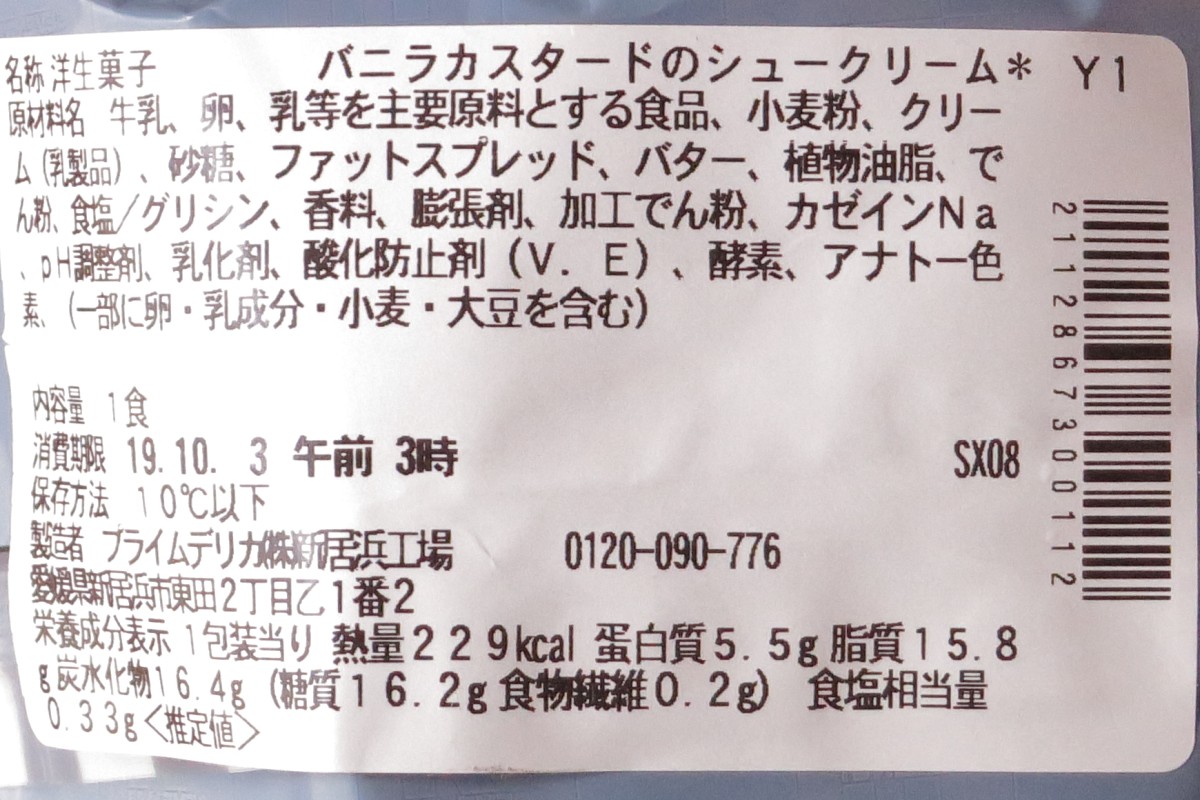 名称 洋生菓子 バニラカスタードのシュークリーム* Y1
原材料名 牛乳、卵、乳等を主要原料とする食品、小麦粉、クリー
ム(乳製品)、砂糖、ファットスプレッド、バター、植物油脂、で
ん粉、食塩/グリシン、香料、膨張剤、加工でん粉、カゼインNa
、pH調整剤、乳化剤、酸化防止剤(V.E)、酵素、アナトー色
素、(一部に卵・乳成分・小麦・大豆を含む)
内容量 1食
消費期限 19.10. 3 午前 3時 SX08
保存方法 10℃以下
製造者 プライムデリカ(株)新居浜工場 0120-090-776
愛媛県新居浜市東田2丁目乙1番2
栄養成分表示 1包装当り 熱量229kcal 蛋白質5.5g 脂質15.8
g 炭水化物16.4g (糖質16.2g 食物繊維0.2g) 食塩相当量
0.33g<推定値>
2112867300112